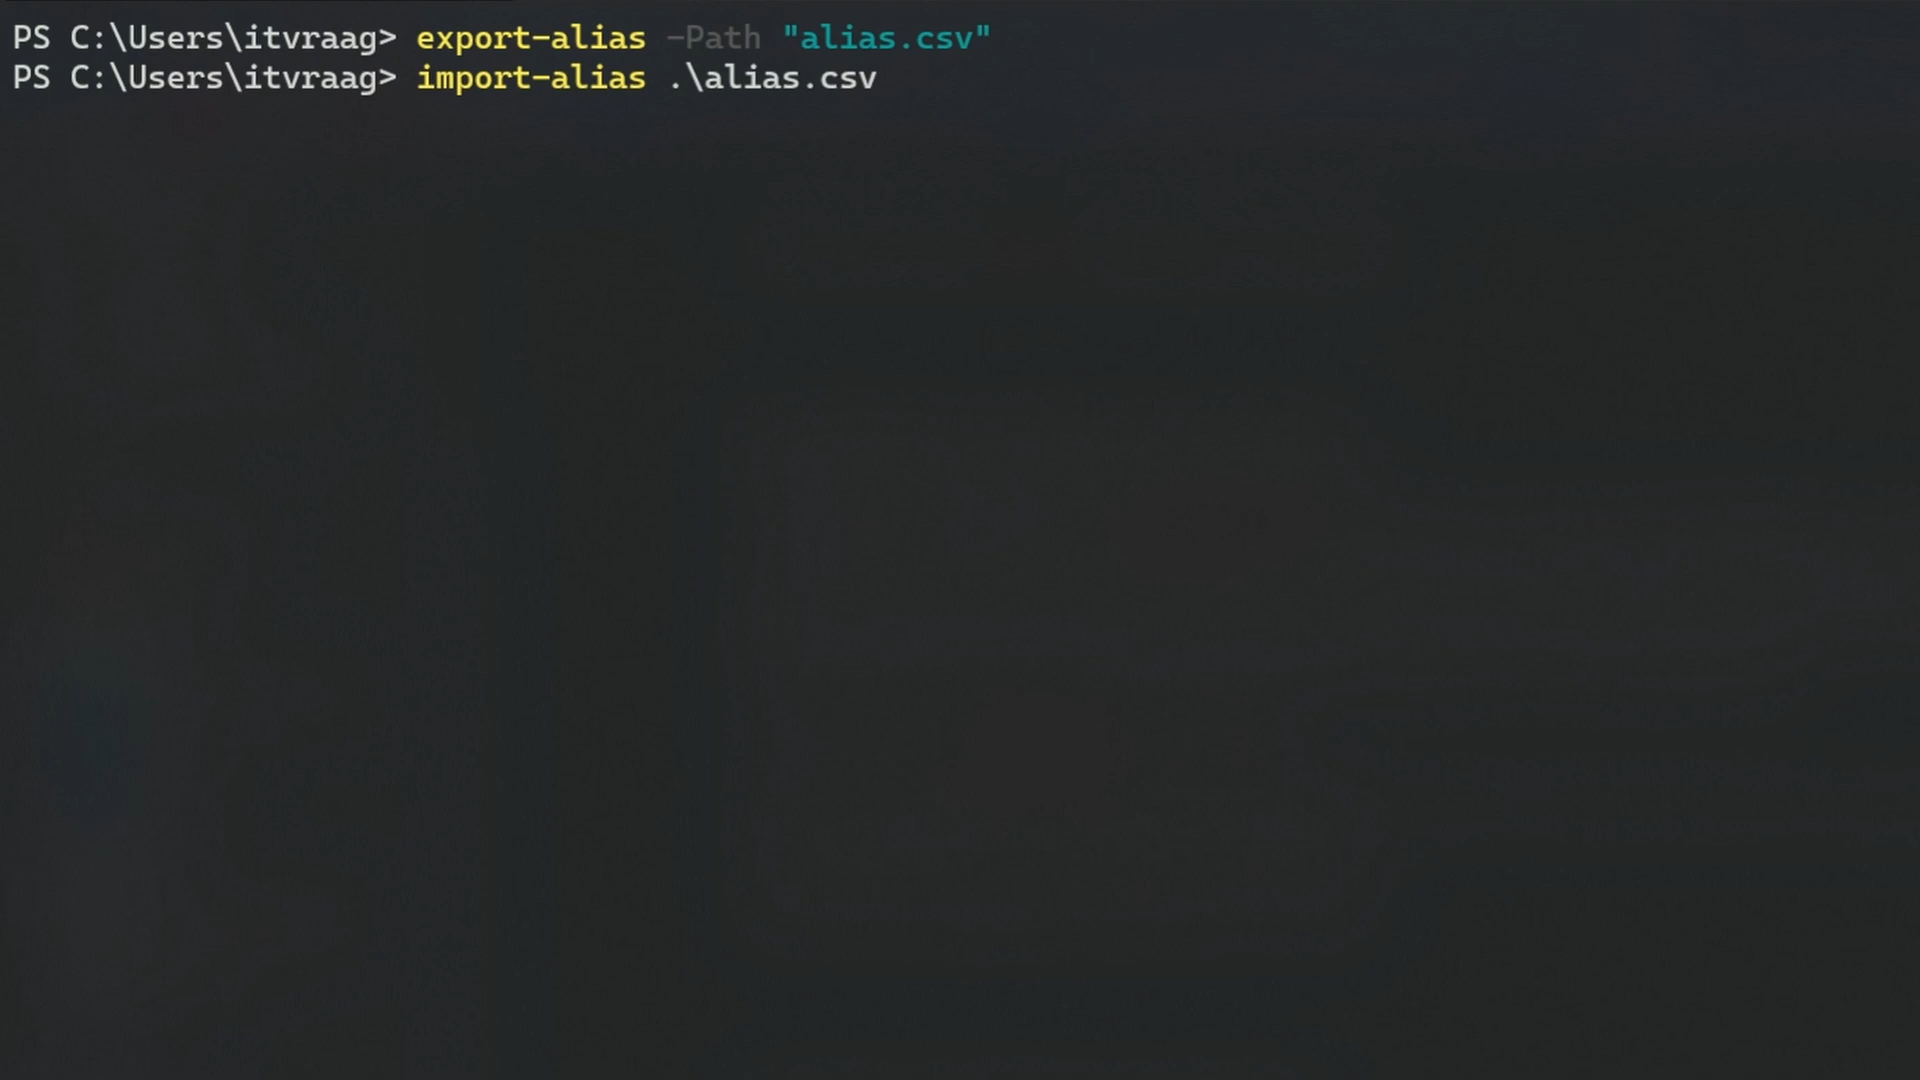 PS C:\Users\itvraag> export-alias -Path "alias.csv"
PS C:\Users\itvraag> import-alias .\alias.csv